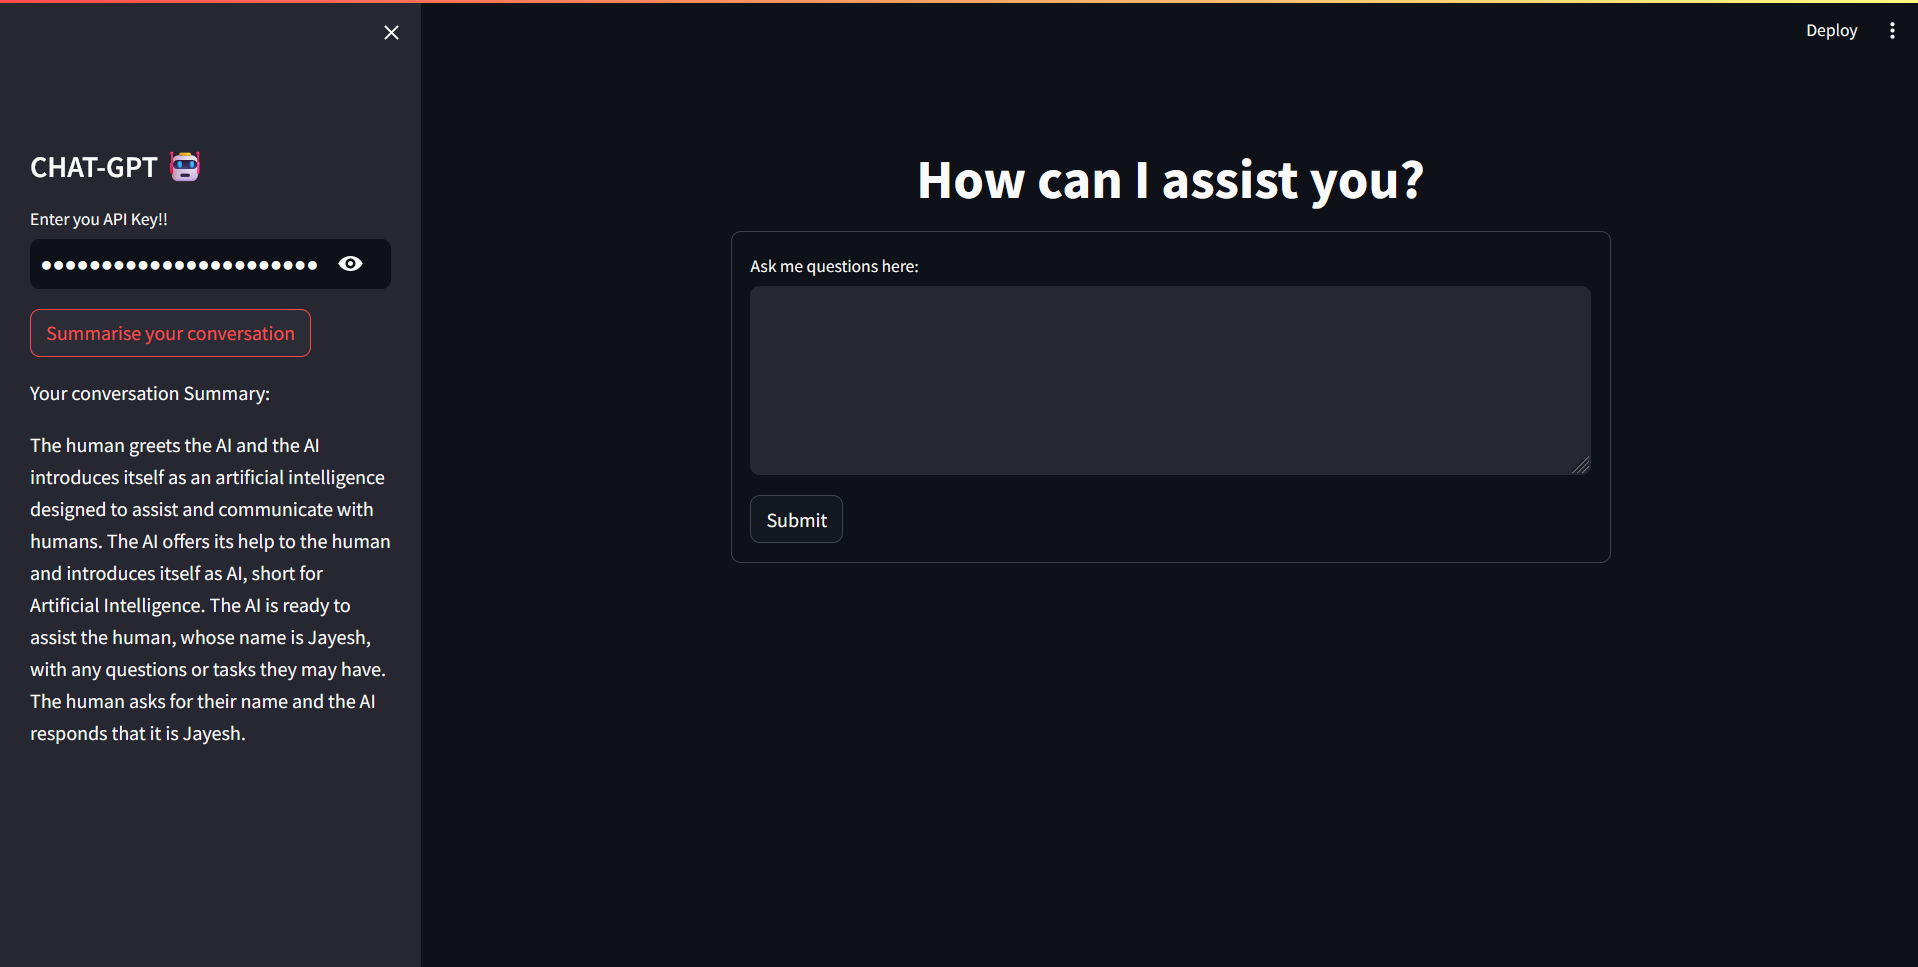 Deploy
CHAT-GPT
Enter you API Key!!
Summarise your conversation
Your conversation Summary:
The human greets the AI and the AI
introduces itself as an artificial intelligence
designed to assist and communicate with
humans. The AI offers its help to the human
and introduces itself as AI, short for
Artificial Intelligence. The AI is ready to
assist the human, whose name is Jayesh,
with any questions or tasks they may have.
The human asks for their name and the AI
responds that it is Jayesh.
How can I assist you?
Ask me questions here:
Submit